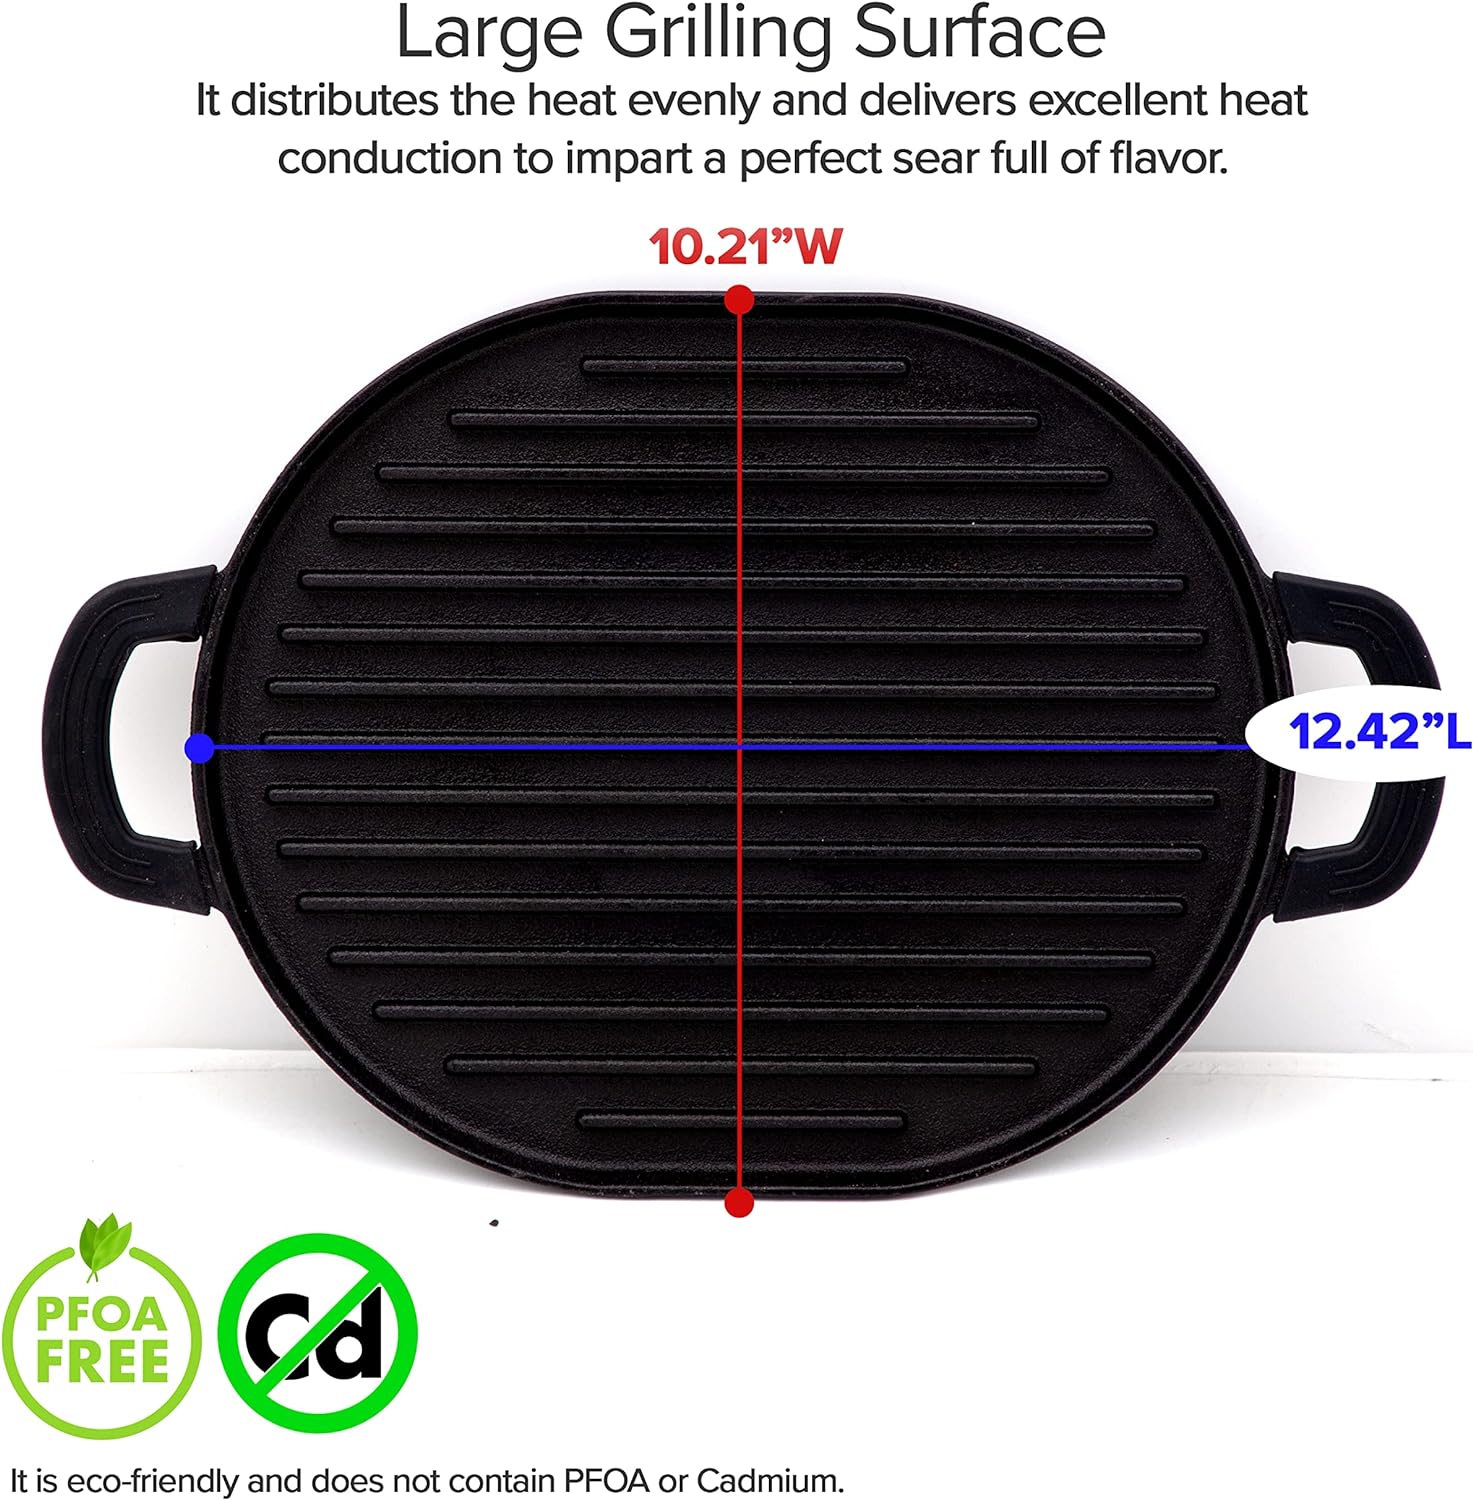 Large Grilling Surface
It distributes the heat evenly and delivers excellent heat
conduction to impart a perfect sear full of flavor.
10.21”W
12.42”L
PFOA
FREE
Cd
It is eco-friendly and does not contain PFOA or Cadmium.